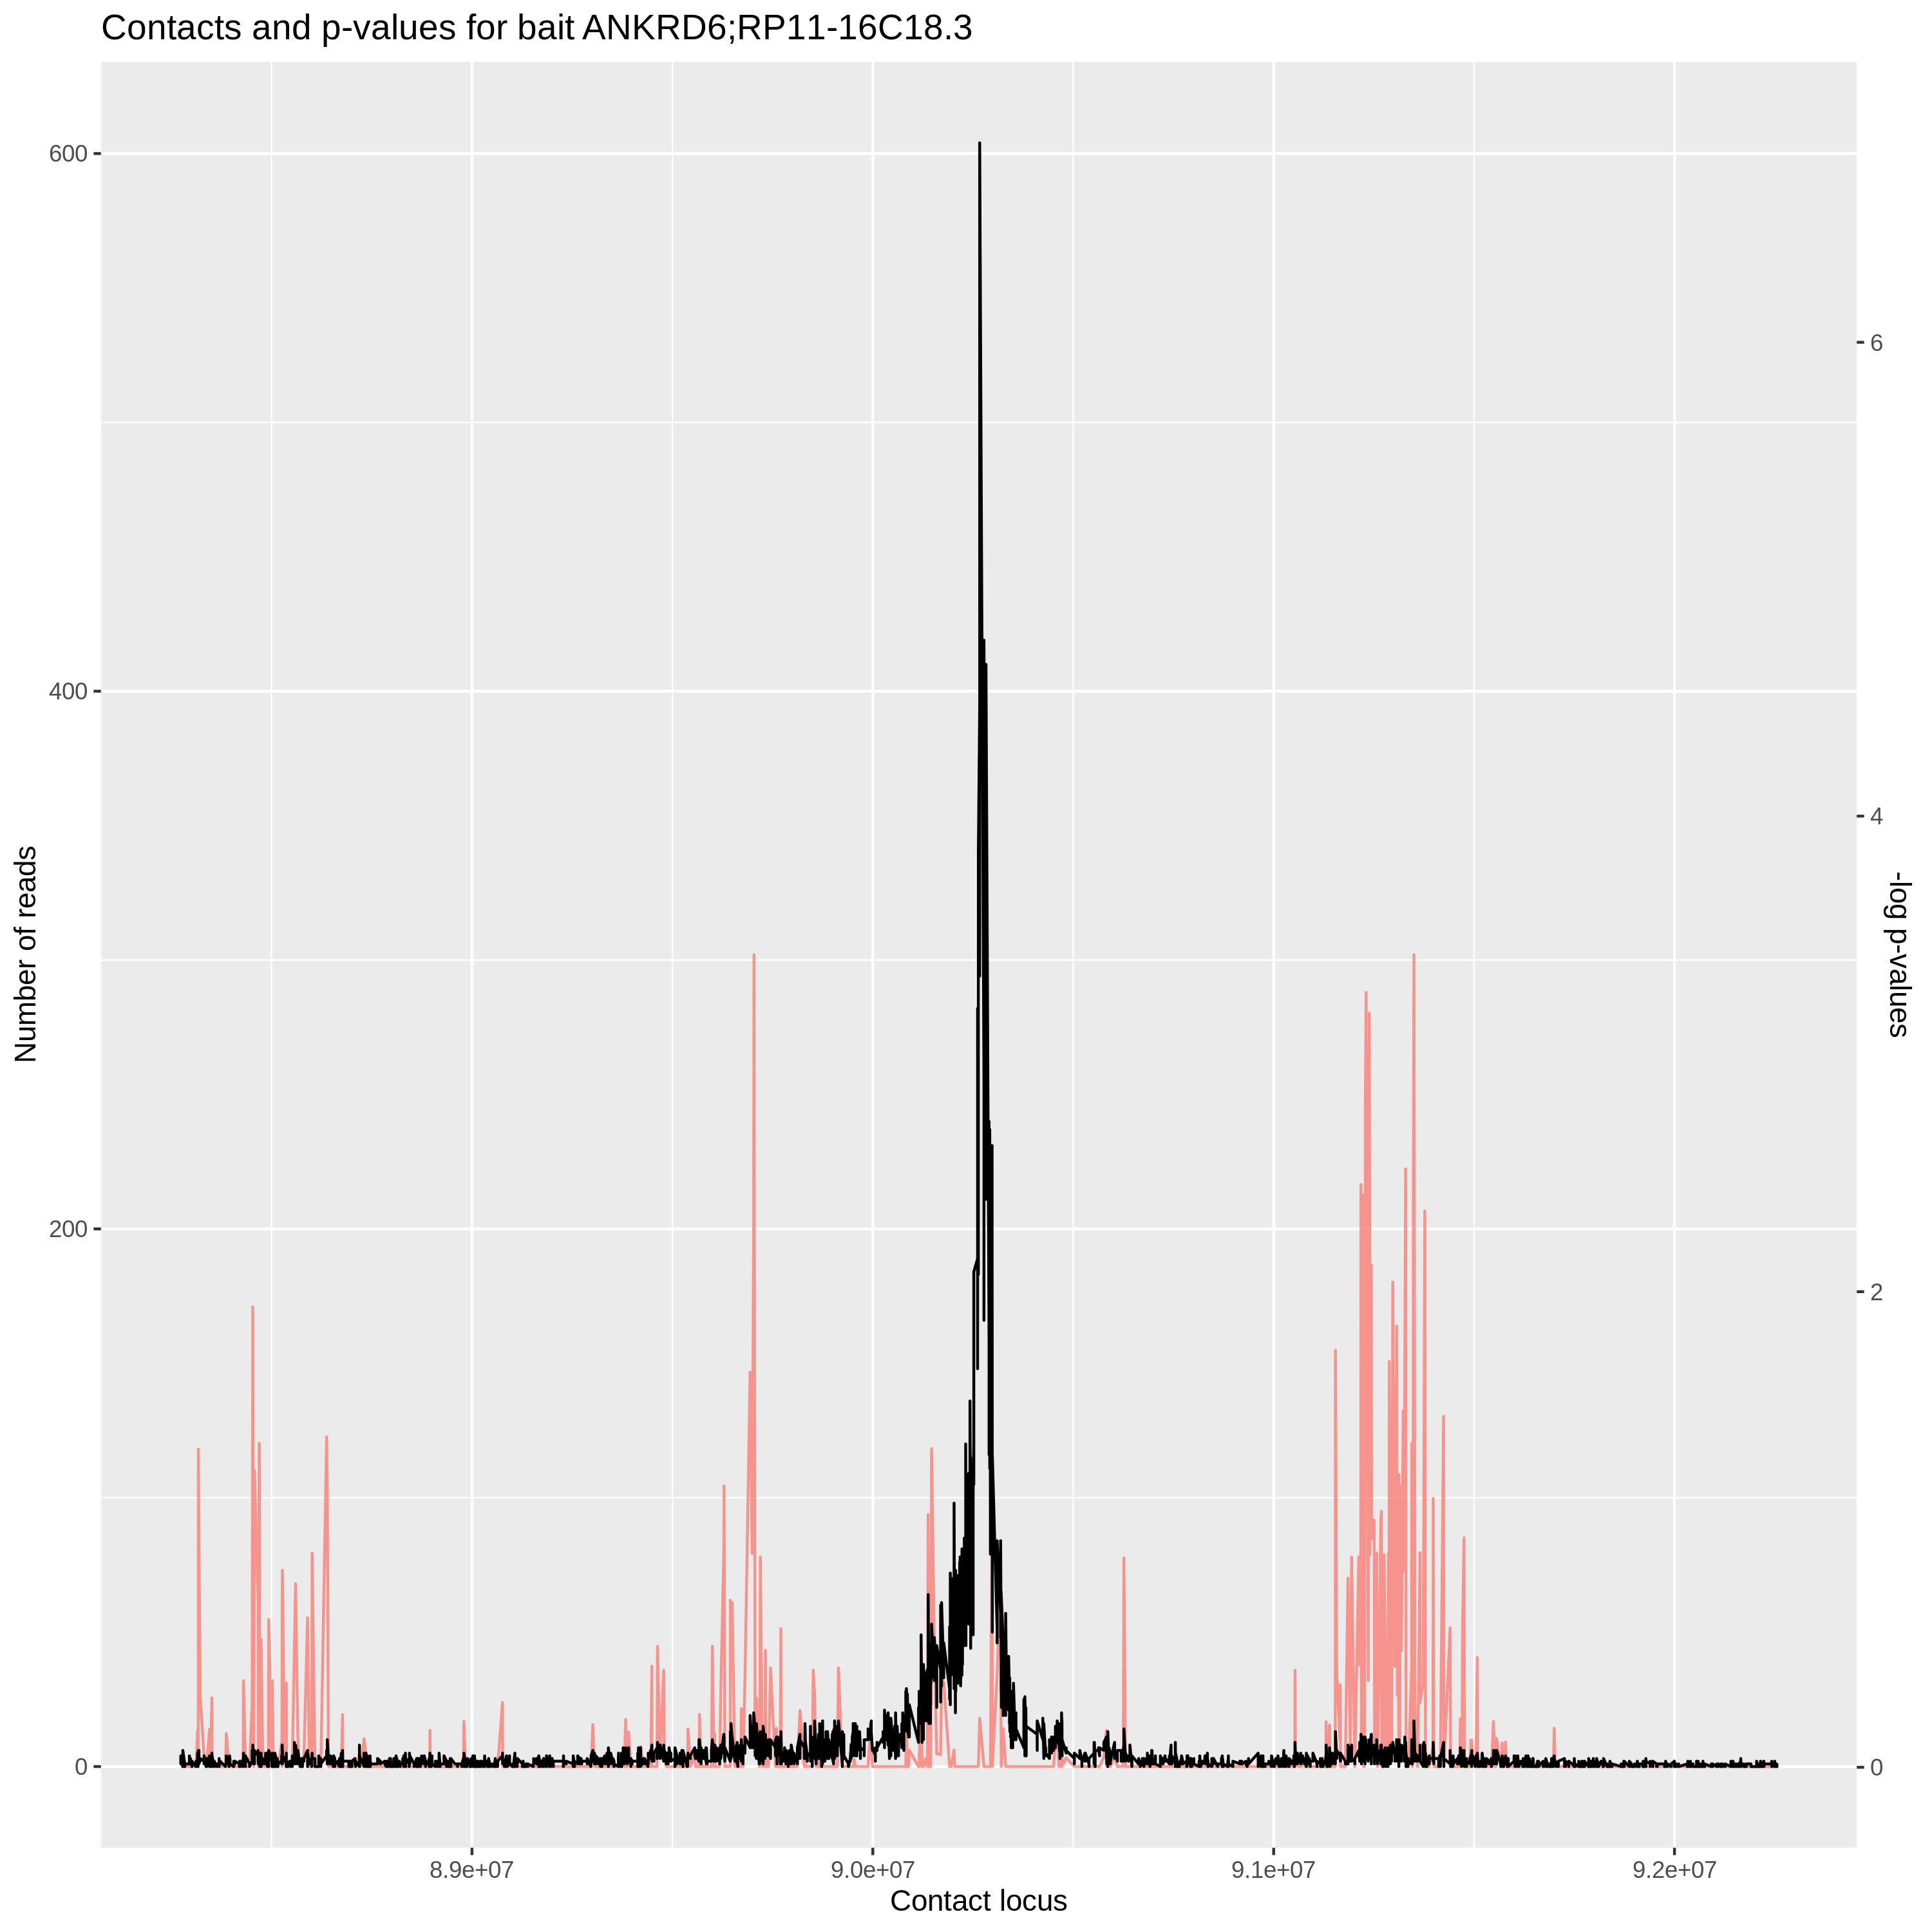 Contacts and p-values for bait ANKRD6;RP11-16C18.3
600
400
200
0
Number of reads
6
4
2
0
-log p-values
8.9e+07
9.0e+07
9.1e+07
9.2e+07
Contact locus